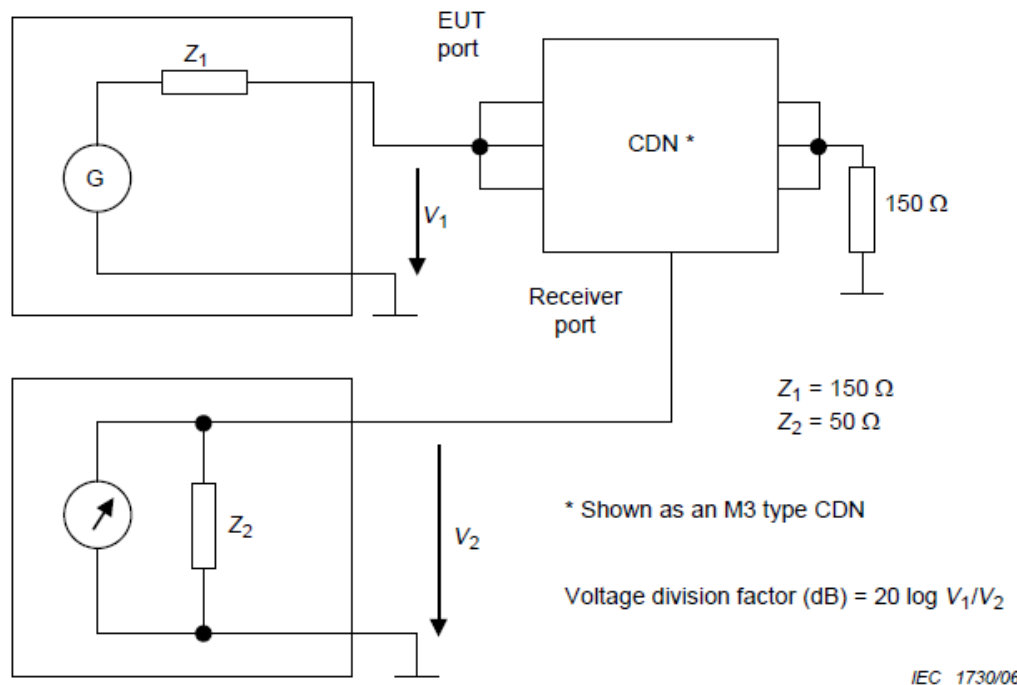 EUT
port
Z1
G
V1
CDN *
150 Ω
Receiver
port
Z1 = 150 Ω
Z2 = 50 Ω
Z2
V2
* Shown as an M3 type CDN
Voltage division factor (dB) = 20 log V1/V2
IEC 1730/06